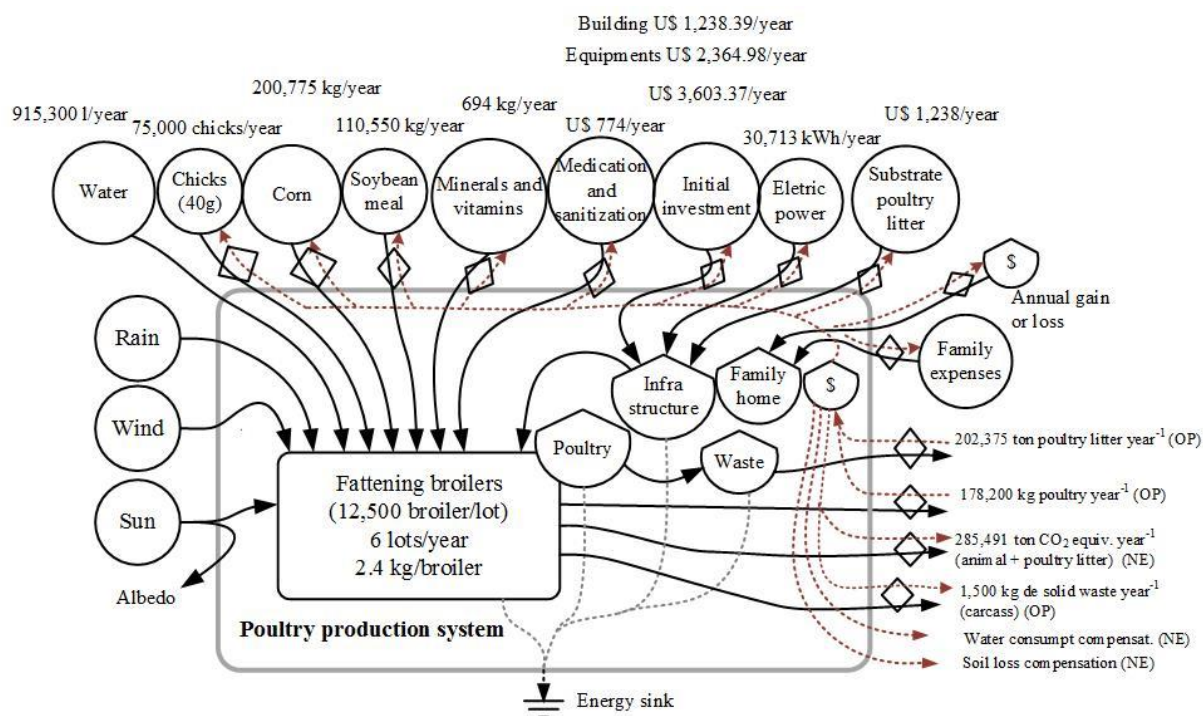 Building U$ 1,238.39/year
Equipments U$ 2,364.98/year
200,775 kg/year
694 kg/year
U$ 3,603.37/year
915,300 l/year
75,000 chicks/year
110,550 kg/year
U$ 774/year
30,713 kWh/year
U$ 1,238/year
Water
Chicks
(40g)
Corn
Soybean
meal
Minerals and
vitamins
Medication
and
sanitization
Initial
investment
Eletric
power
Substrate
poultry
litter
$
Annual gain
or loss
Rain
Wind
Sun
Albedo
Infra
structure
Family
home
$
Family
expenses
Poultry
Waste
Fattening broilers
(12,500 broiler/lot)
6 lots/year
2.4 kg/broiler
Poultry production system
202,375 ton poultry litter year⁻¹ (OP)
178,200 kg poultry year⁻¹ (OP)
285,491 ton CO₂ equiv. year⁻¹
(animal + poultry litter) (NE)
1,500 kg de solid waste year⁻¹
(carcass) (OP)
Water consumpt compensat. (NE)
Soil loss compensation (NE)
Energy sink